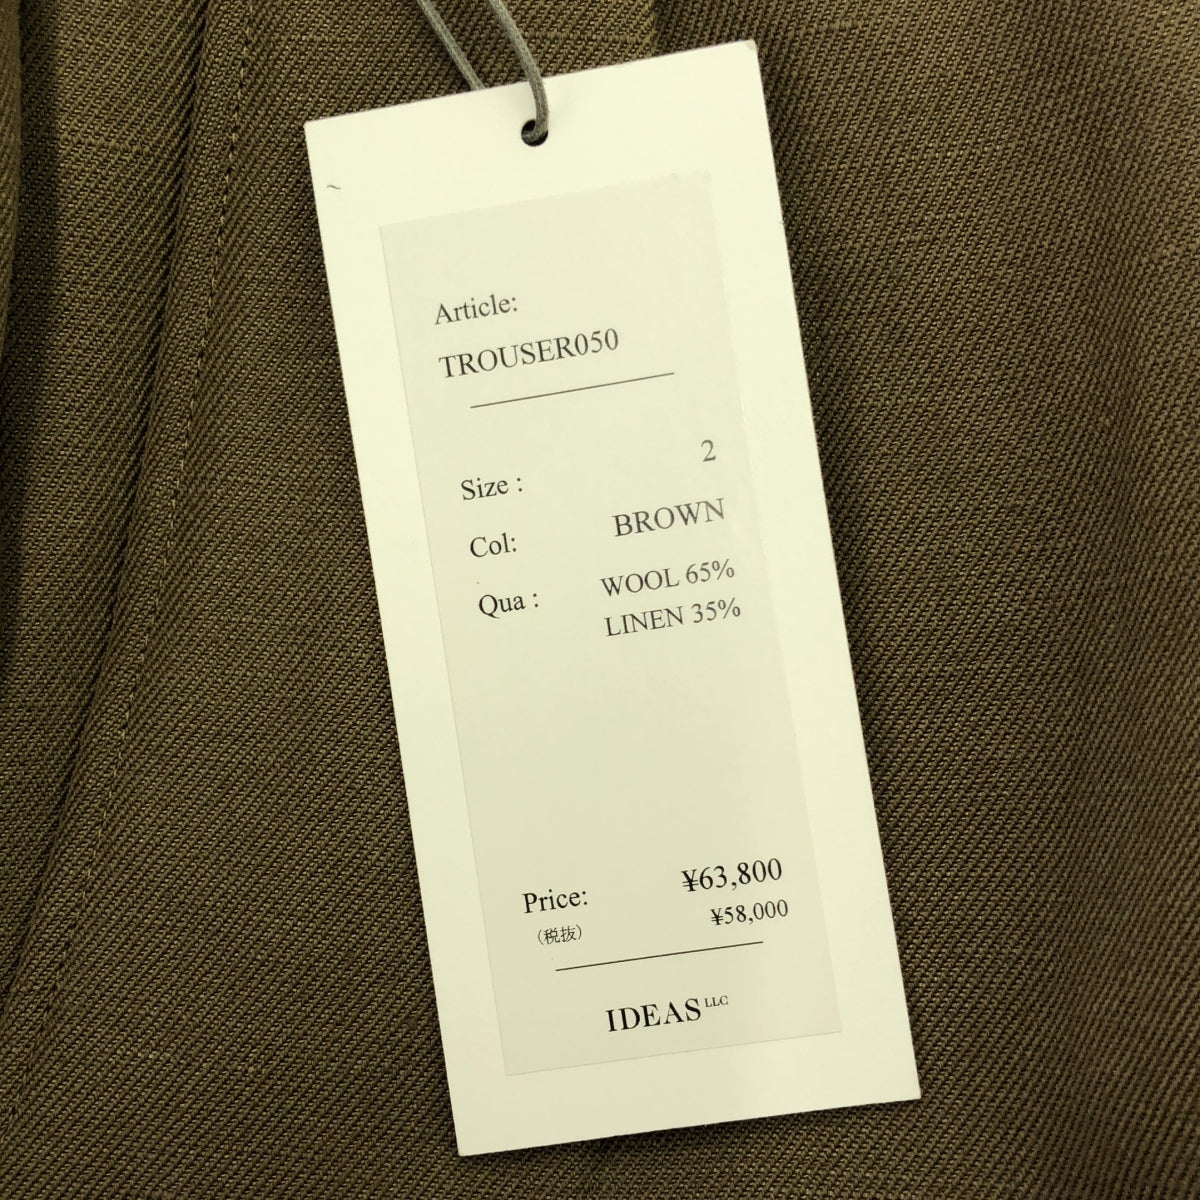 Article:
TROUSER050
Size : 2
Col: BROWN
Qua : WOOL 65%
LINEN 35%
Price: ¥63,800
(税抜) ¥58,000
IDEAS LLC